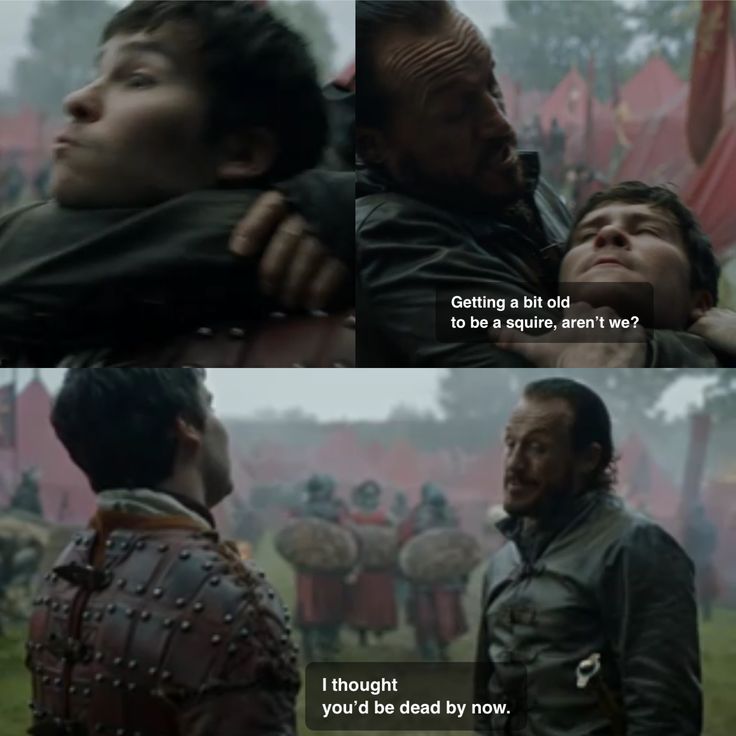 Getting a bit old
to be a squire, aren't we?
I thought
you'd be dead by now.